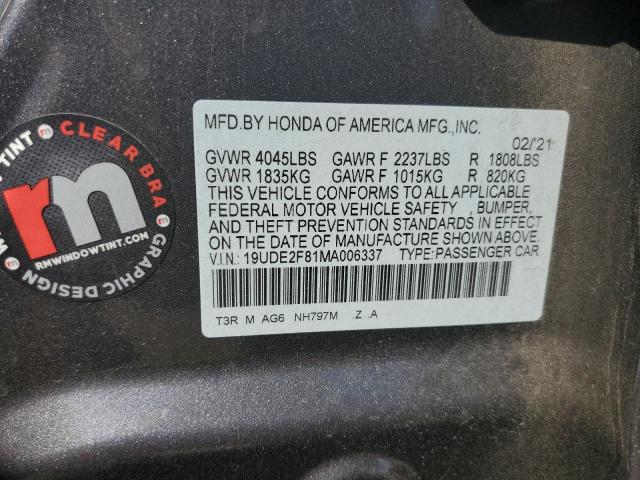 MFD.BY HONDA OF AMERICA MFG.,INC.
02/'21
GVWR 4045LBS GAWR F 2237LBS R 1808LBS
GVWR 1835KG GAWR F 1015KG R 820KG
THIS VEHICLE CONFORMS TO ALL APPLICABLE
FEDERAL MOTOR VEHICLE SAFETY , BUMPER,
AND THEFT PREVENTION STANDARDS IN EFFECT
ON THE DATE OF MANUFACTURE SHOWN ABOVE.
V.I.N.: 19UDE2F81MA006337 TYPE:PASSENGER CAR
T3R M AG6 NH797M .Z .A
TINT m CLEAR BRA m GRAPHIC
rm
RMWINDOWTINT.COM